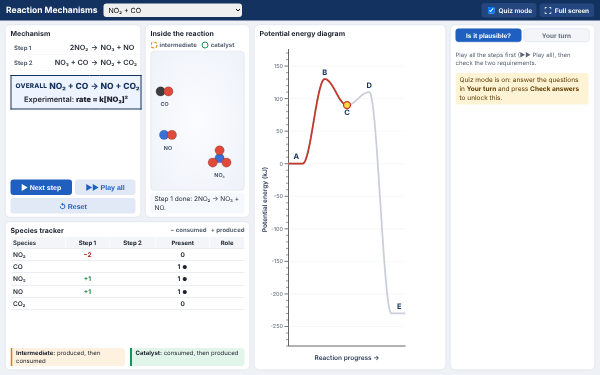 Reaction Mechanisms
NO₂ + CO
Quiz mode
Full screen
Mechanism
Step 1 2NO₂ → NO₃ + NO
Step 2 NO₃ + CO → NO₂ + CO₂
OVERALL NO₂ + CO → NO + CO₂
Experimental: rate = k[NO₂]²
▶ Next step
▶▶ Play all
↺ Reset
Inside the reaction
intermediate
catalyst
CO
NO
NO₃
Step 1 done: 2NO₂ → NO₃ +
NO.
Species tracker
− consumed + produced
Species Step 1 Step 2 Present Role
NO₂ −2 0
CO 1
NO₃ +1 1
NO +1 1
CO₂ 0
Intermediate: produced, then
consumed
Catalyst: consumed, then produced
Potential energy diagram
Potential energy (kJ)
150
100
50
0
-50
-100
-150
-200
-250
A
B
C
D
E
Reaction progress →
Is it plausible?
Your turn
Play all the steps first (▶▶ Play all), then
check the two requirements.
Quiz mode is on: answer the questions
in Your turn and press Check answers
to unlock this.